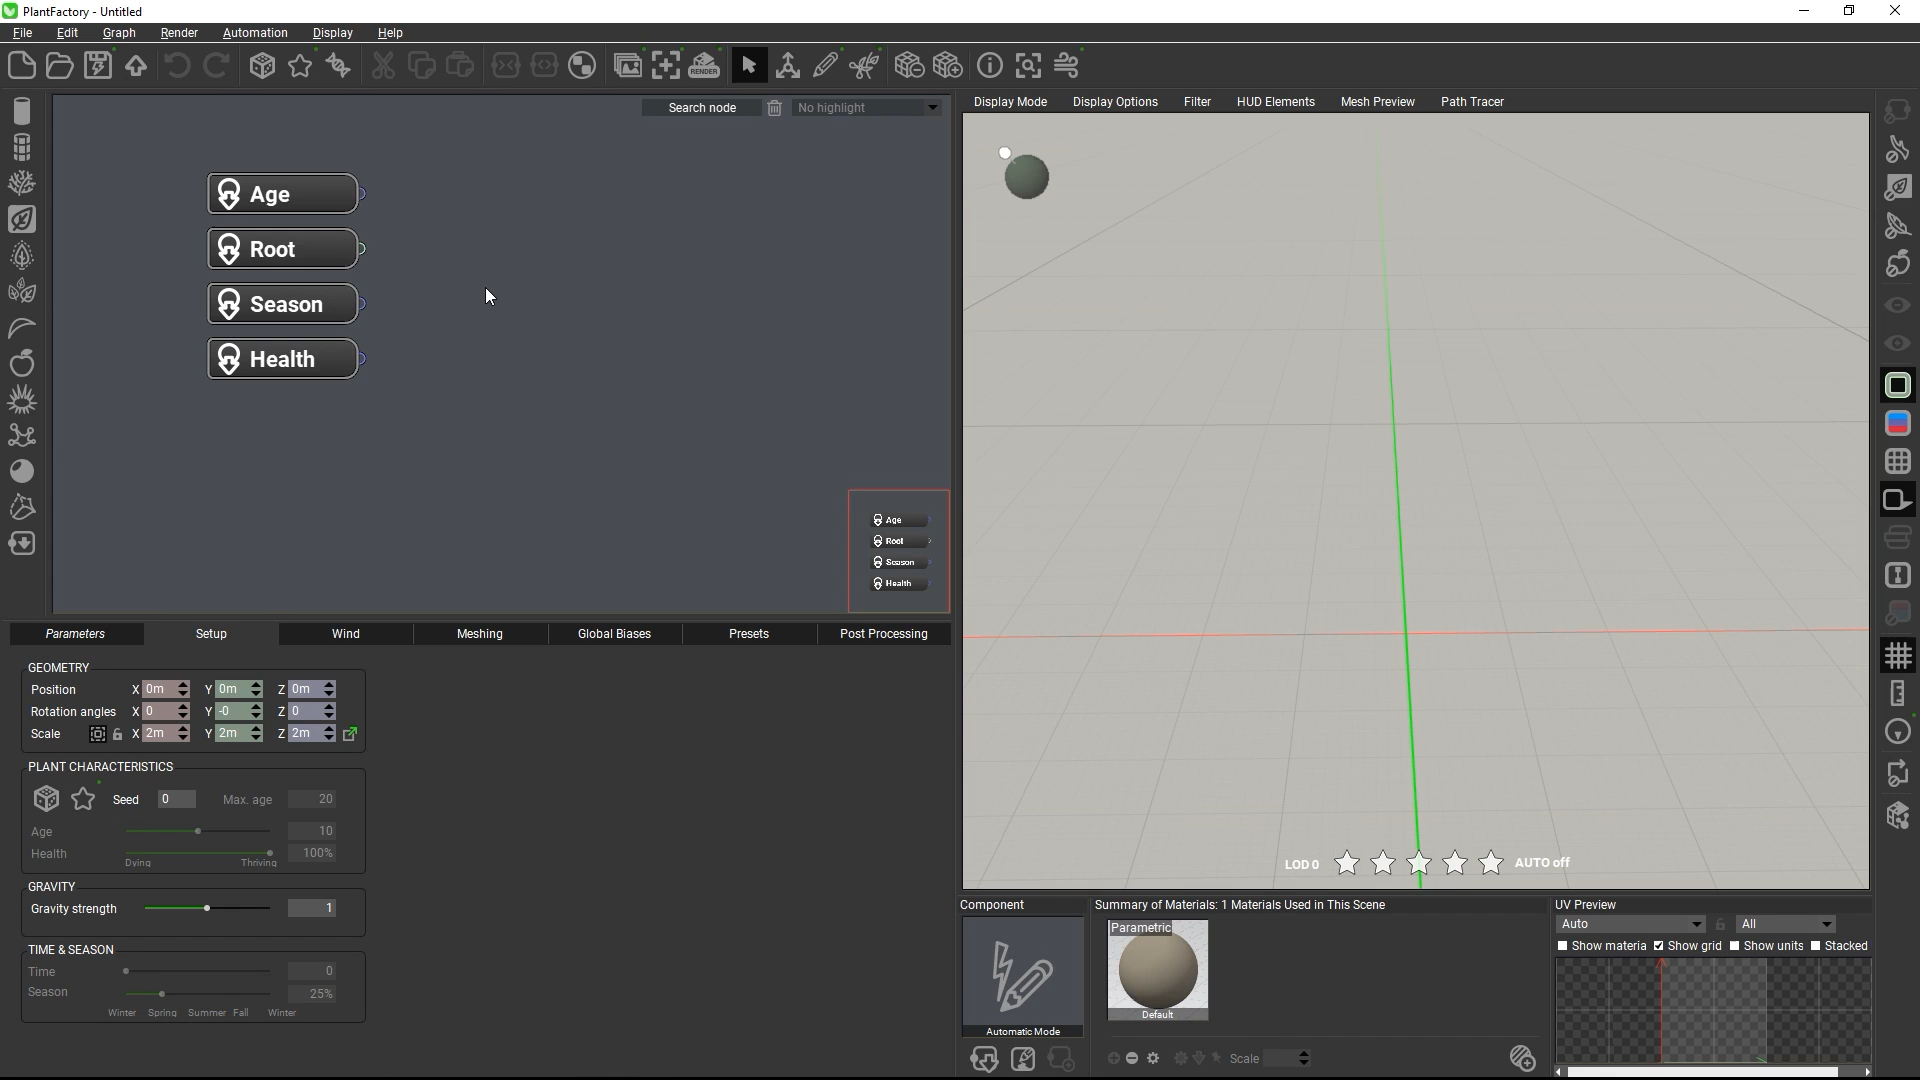 PlantFactory - Untitled
File Edit Graph Render Automation Display Help
RENDER
Search node No highlight
Display Mode Display Options Filter HUD Elements Mesh Preview Path Tracer
Age
Root
Season
Health
Age
Root
Season
Health
LOD 0 AUTO off
Parameters Setup Wind Meshing Global Biases Presets Post Processing
GEOMETRY
Position X 0m Y 0m Z 0m
Rotation angles X 0 Y -0 Z 0
Scale X 2m Y 2m Z 2m
PLANT CHARACTERISTICS
Seed 0 Max. age 20
Age 10
Health 100%
Dying Thriving
GRAVITY
Gravity strength 1
TIME & SEASON
Time 0
Season 25%
Winter Spring Summer Fall Winter
Component
Automatic Mode
Summary of Materials: 1 Materials Used in This Scene
Parametric
Default
Scale
UV Preview
Auto All
Show materia Show grid Show units Stacked